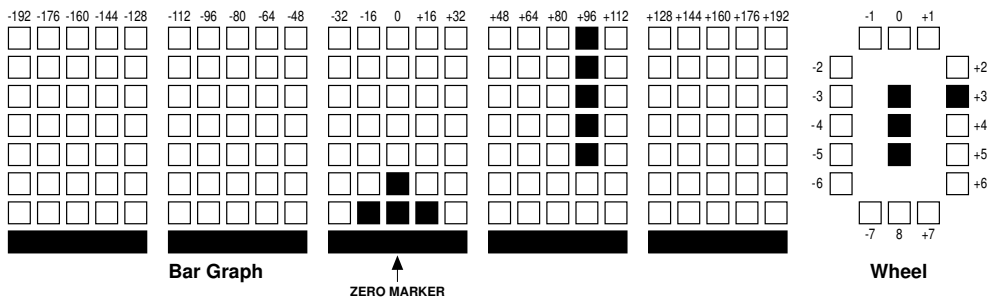 -192 -176 -160 -144 -128 -112 -96 -80 -64 -48 -32 -16 0 +16 +32 +48 +64 +80 +96 +112 +128 +144 +160 +176 +192 -1 0 +1
-2 +2
-3 +3
-4 +4
-5 +5
-6 +6
-7 8 +7
Bar Graph Wheel
ZERO MARKER